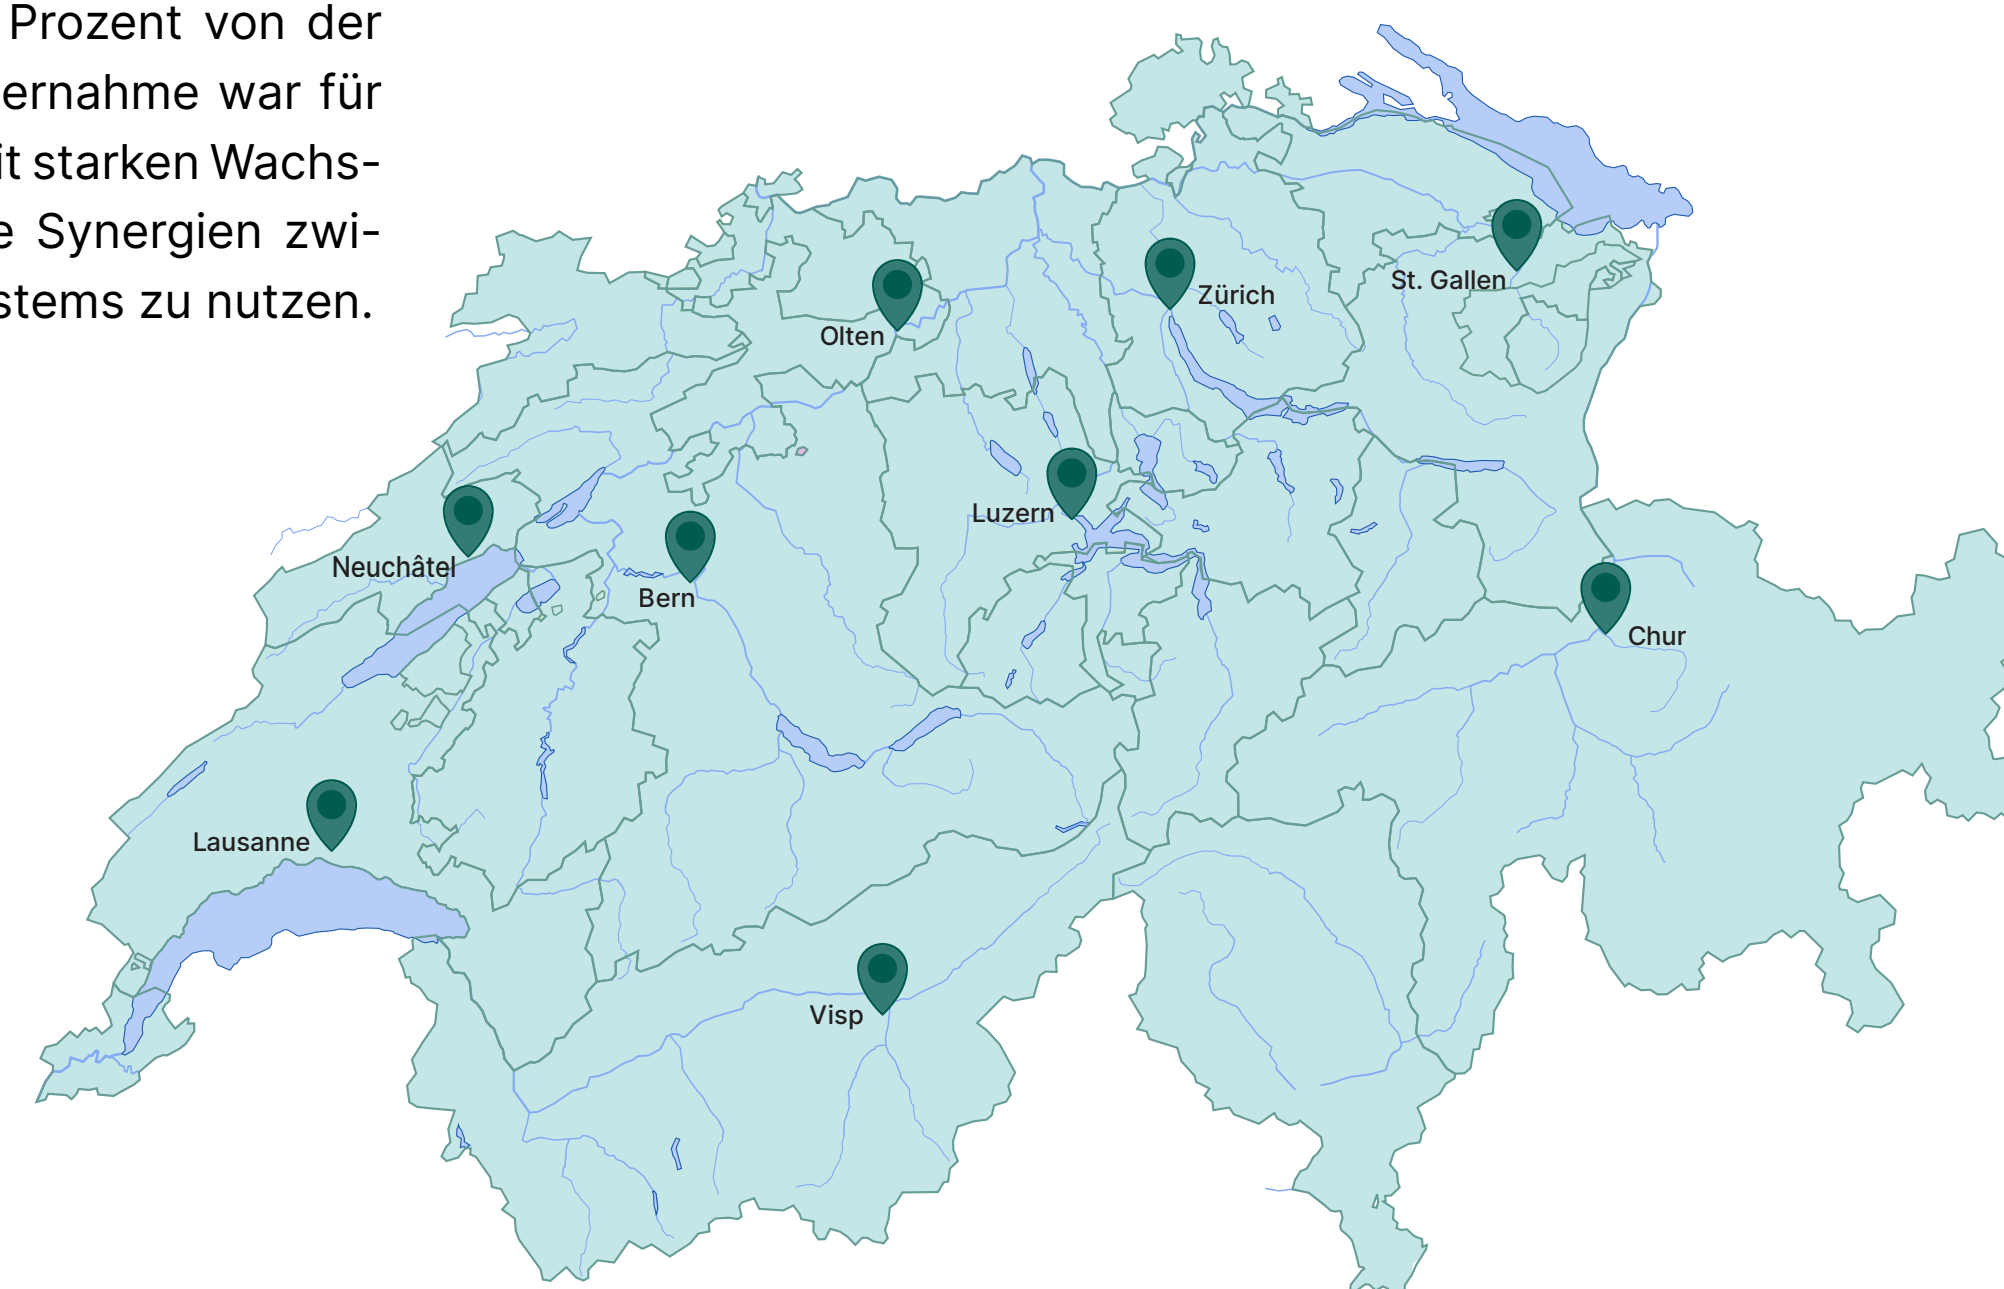 Prozent von der
ernahme war für
it starken Wachs-
e Synergien zwi-
stems zu nutzen.
Zürich
St. Gallen
Olten
Luzern
Neuchâtel
Bern
Chur
Lausanne
Visp